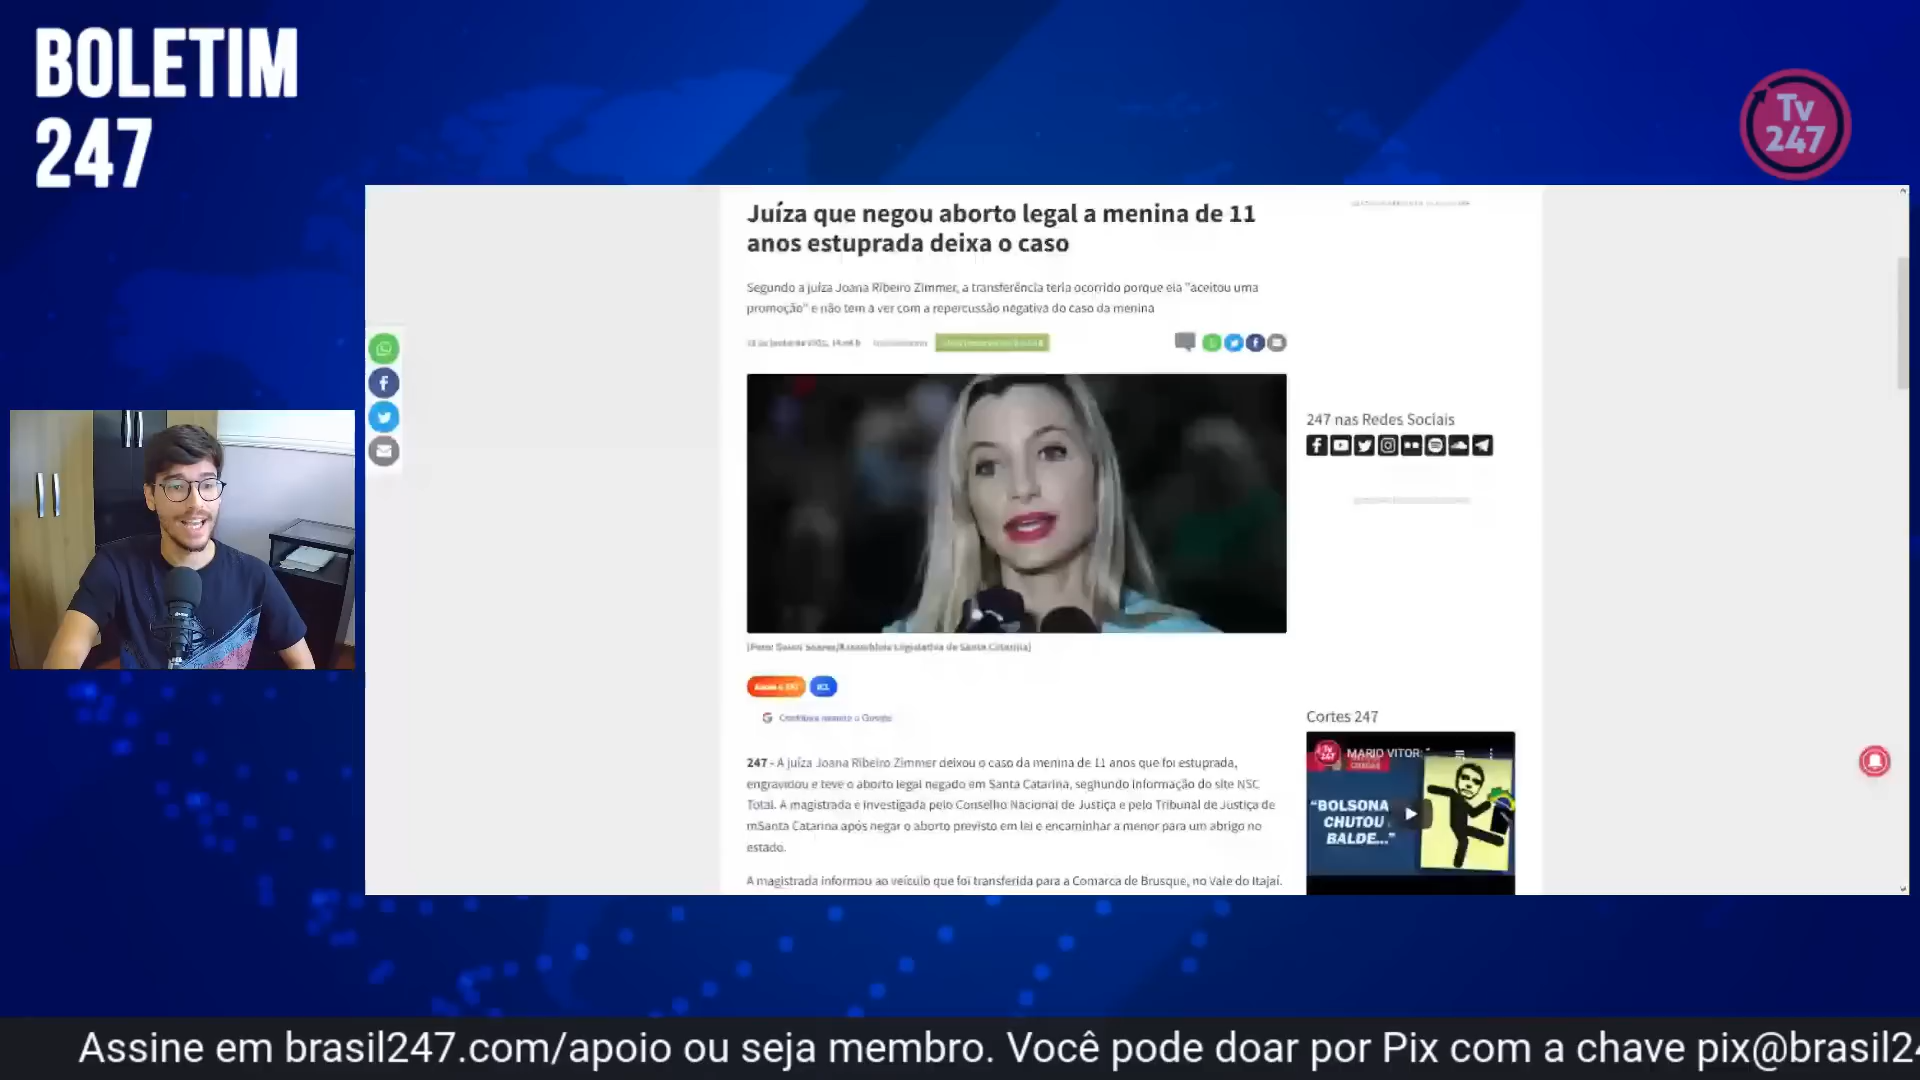 BOLETIM
247
Tv
247
Juíza que negou aborto legal a menina de 11
anos estuprada deixa o caso
Segundo a juíza Joana Ribeiro Zimmer, a transferência teria ocorrido porque ela "aceitou uma
promoção" e não tem a ver com a repercussão negativa do caso da menina
247 nas Redes Sociais
Assembleia Legislativa de Santa Catarina)
247 - A juíza Joana Ribeiro Zimmer deixou o caso da menina de 11 anos que foi estuprada,
engravidou e teve o aborto legal negado em Santa Catarina, seghundo informação do site NSC
Total. A magistrada é investigada pelo Conselho Nacional de Justiça e pelo Tribunal de Justiça de
mSanta Catarina após negar o aborto previsto em lei e encaminhar a menor para um abrigo no
estado.
A magistrada informou ao veículo que foi transferida para a Comarca de Brusque, no Vale do Itajaí.
Cortes 247
MARIO VITOR:
"BOLSONA
CHUTOU
BALDE..."
Assine em brasil247.com/apoio ou seja membro. Você pode doar por Pix com a chave pix@brasil24